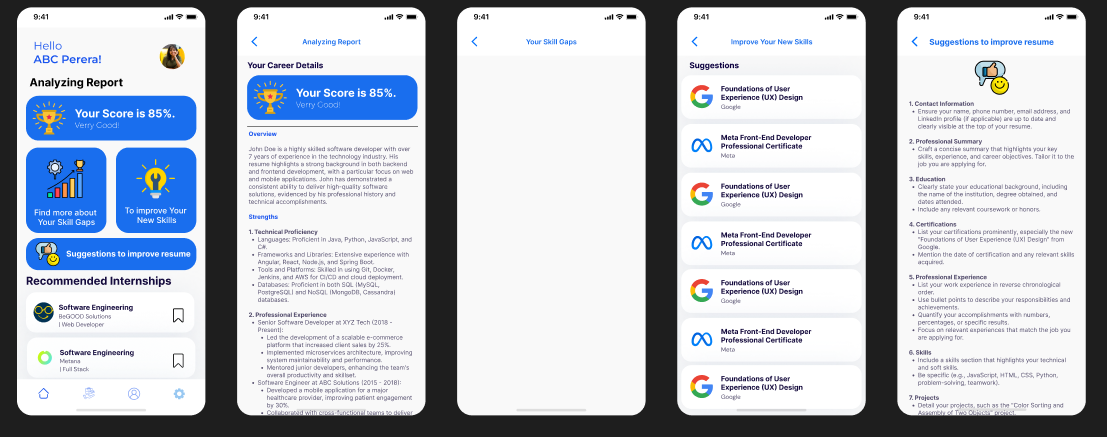 9:41
Hello
ABC Perera!
Analyzing Report
Your Score is 85%.
Verry Good!
Find more about
Your Skill Gaps
To improve Your
New Skills
Suggestions to improve resume
Recommended Internships
Software Engineering
BeGOOD Solutions
| Web Developer
Software Engineering
Metana
| Full Stack
9:41
Analyzing Report
Your Career Details
Your Score is 85%.
Verry Good!
Overview
John Doe is a highly skilled software developer with over
7 years of experience in the technology industry. His
resume highlights a strong background in both backend
and frontend development, with a particular focus on web
and mobile applications. John has demonstrated a
consistent ability to deliver high-quality software
solutions, evidenced by his professional history and
technical accomplishments.
Strengths
1. Technical Proficiency
• Languages: Proficient in Java, Python, JavaScript, and
C#.
• Frameworks and Libraries: Extensive experience with
Angular, React, Node.js, and Spring Boot.
• Tools and Platforms: Skilled in using Git, Docker,
Jenkins, and AWS for CI/CD and cloud deployment.
• Databases: Proficient in both SQL (MySQL,
PostgreSQL) and NoSQL (MongoDB, Cassandra)
databases.
2. Professional Experience
• Senior Software Developer at XYZ Tech (2018 -
Present):
• Led the development of a scalable e-commerce
platform that increased client sales by 25%.
• Implemented microservices architecture, improving
system maintainability and performance.
• Mentored junior developers, enhancing the team's
overall productivity and skillset.
• Software Engineer at ABC Solutions (2015 - 2018):
• Developed a mobile application for a major
healthcare provider, improving patient engagement
by 30%.
• Collaborated with cross-functional teams to deliver
9:41
Your Skill Gaps
9:41
Improve Your New Skills
Suggestions
Foundations of User
Experience (UX) Design
Google
Meta Front-End Developer
Professional Certificate
Meta
Foundations of User
Experience (UX) Design
Google
Meta Front-End Developer
Professional Certificate
Meta
Foundations of User
Experience (UX) Design
Google
Meta Front-End Developer
Professional Certificate
Meta
Foundations of User
Experience (UX) Design
Google
9:41
Suggestions to improve resume
1. Contact Information
• Ensure your name, phone number, email address, and
LinkedIn profile (if applicable) are up to date and
clearly visible at the top of your resume.
2. Professional Summary
• Craft a concise summary that highlights your key
skills, experience, and career objectives. Tailor it to the
job you are applying for.
3. Education
• Clearly state your educational background, including
the name of the institution, degree obtained, and
dates attended.
• Include any relevant coursework or honors.
4. Certifications
• List your certifications prominently, especially the new
"Foundations of User Experience (UX) Design" from
Google.
• Mention the date of certification and any relevant skills
acquired.
5. Professional Experience
• List your work experience in reverse chronological
order.
• Use bullet points to describe your responsibilities and
achievements.
• Quantify your accomplishments with numbers,
percentages, or specific results.
• Focus on relevant experiences that match the job you
are applying for.
6. Skills
• Include a skills section that highlights your technical
and soft skills.
• Be specific (e.g., JavaScript, HTML, CSS, Python,
problem-solving, teamwork).
7. Projects
• Detail your projects, such as the "Color Sorting and
Assembly of Two Objects" project.